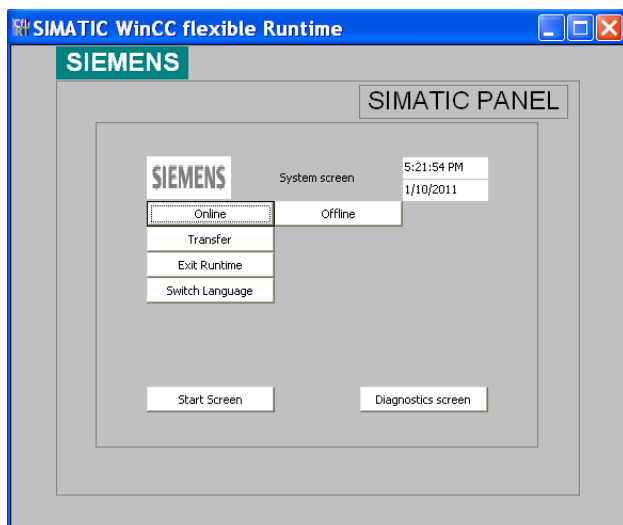 SIMATIC WinCC flexible Runtime
SIEMENS
SIMATIC PANEL
SIEMENS
System screen
5:21:54 PM
1/10/2011
Online
Offline
Transfer
Exit Runtime
Switch Language
Start Screen
Diagnostics screen